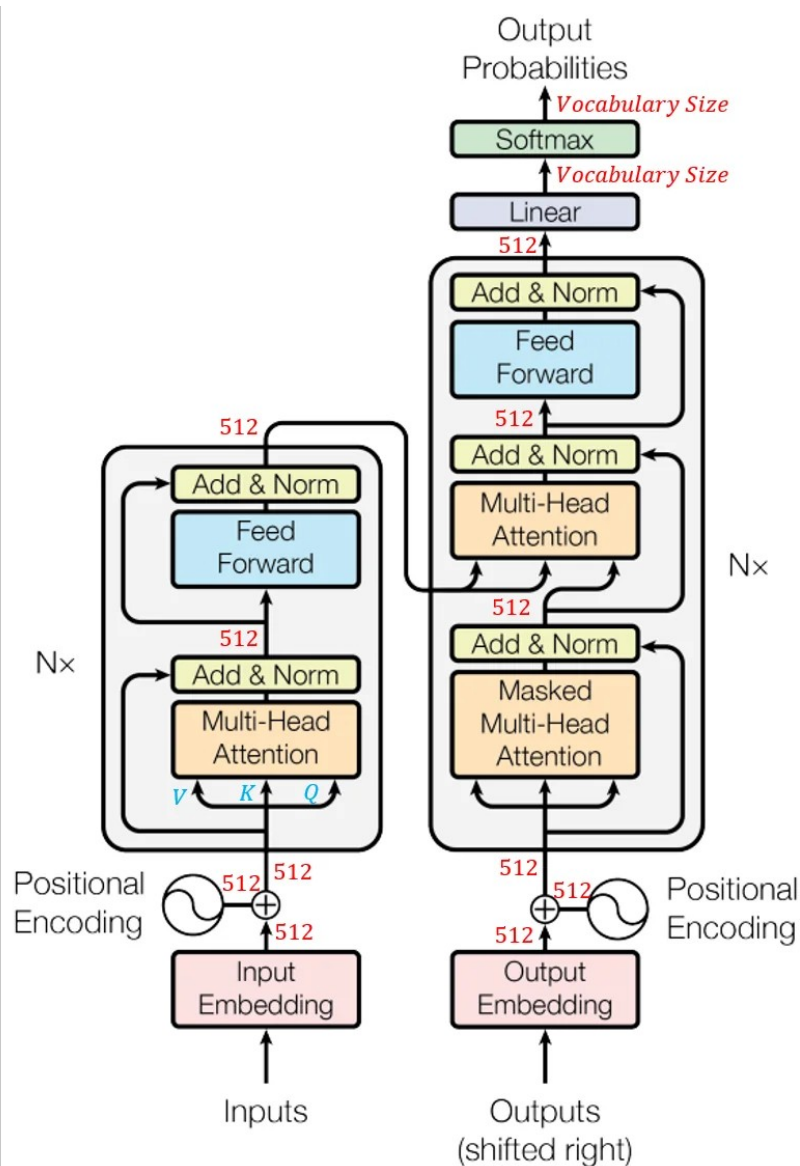 Output
Probabilities
Vocabulary Size
Softmax
Vocabulary Size
Linear
512
Add & Norm
Feed
Forward
512
Add & Norm
Multi-Head
Attention
512
Add & Norm
Masked
Multi-Head
Attention
Nx
512
Add & Norm
Feed
Forward
512
Add & Norm
Multi-Head
Attention
V K Q
Nx
512
512
Positional
Encoding
512
Input
Embedding
Inputs
512
512
Positional
Encoding
512
Output
Embedding
Outputs
(shifted right)